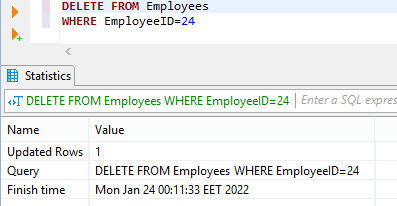 DELETE FROM Employees
WHERE EmployeeID=24
Statistics
DELETE FROM Employees WHERE EmployeeID=24 Enter a SQL expres
Name Value
Updated Rows 1
Query DELETE FROM Employees WHERE EmployeeID=24
Finish time Mon Jan 24 00:11:33 EET 2022